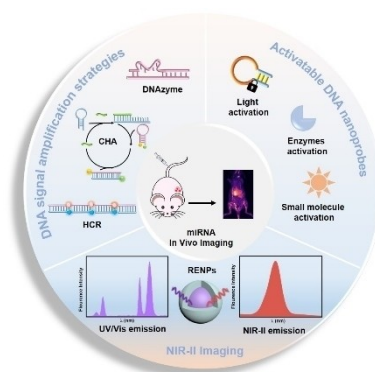 DNA signal amplification strategies
DNAzyme
CHA
HCR
Activatable DNA nanoprobes
Light
activation
Enzymes
activation
Small molecule
activation
miRNA
In Vivo Imaging
RENPs
UV/Vis emission
NIR-II emission
NIR-II Imaging